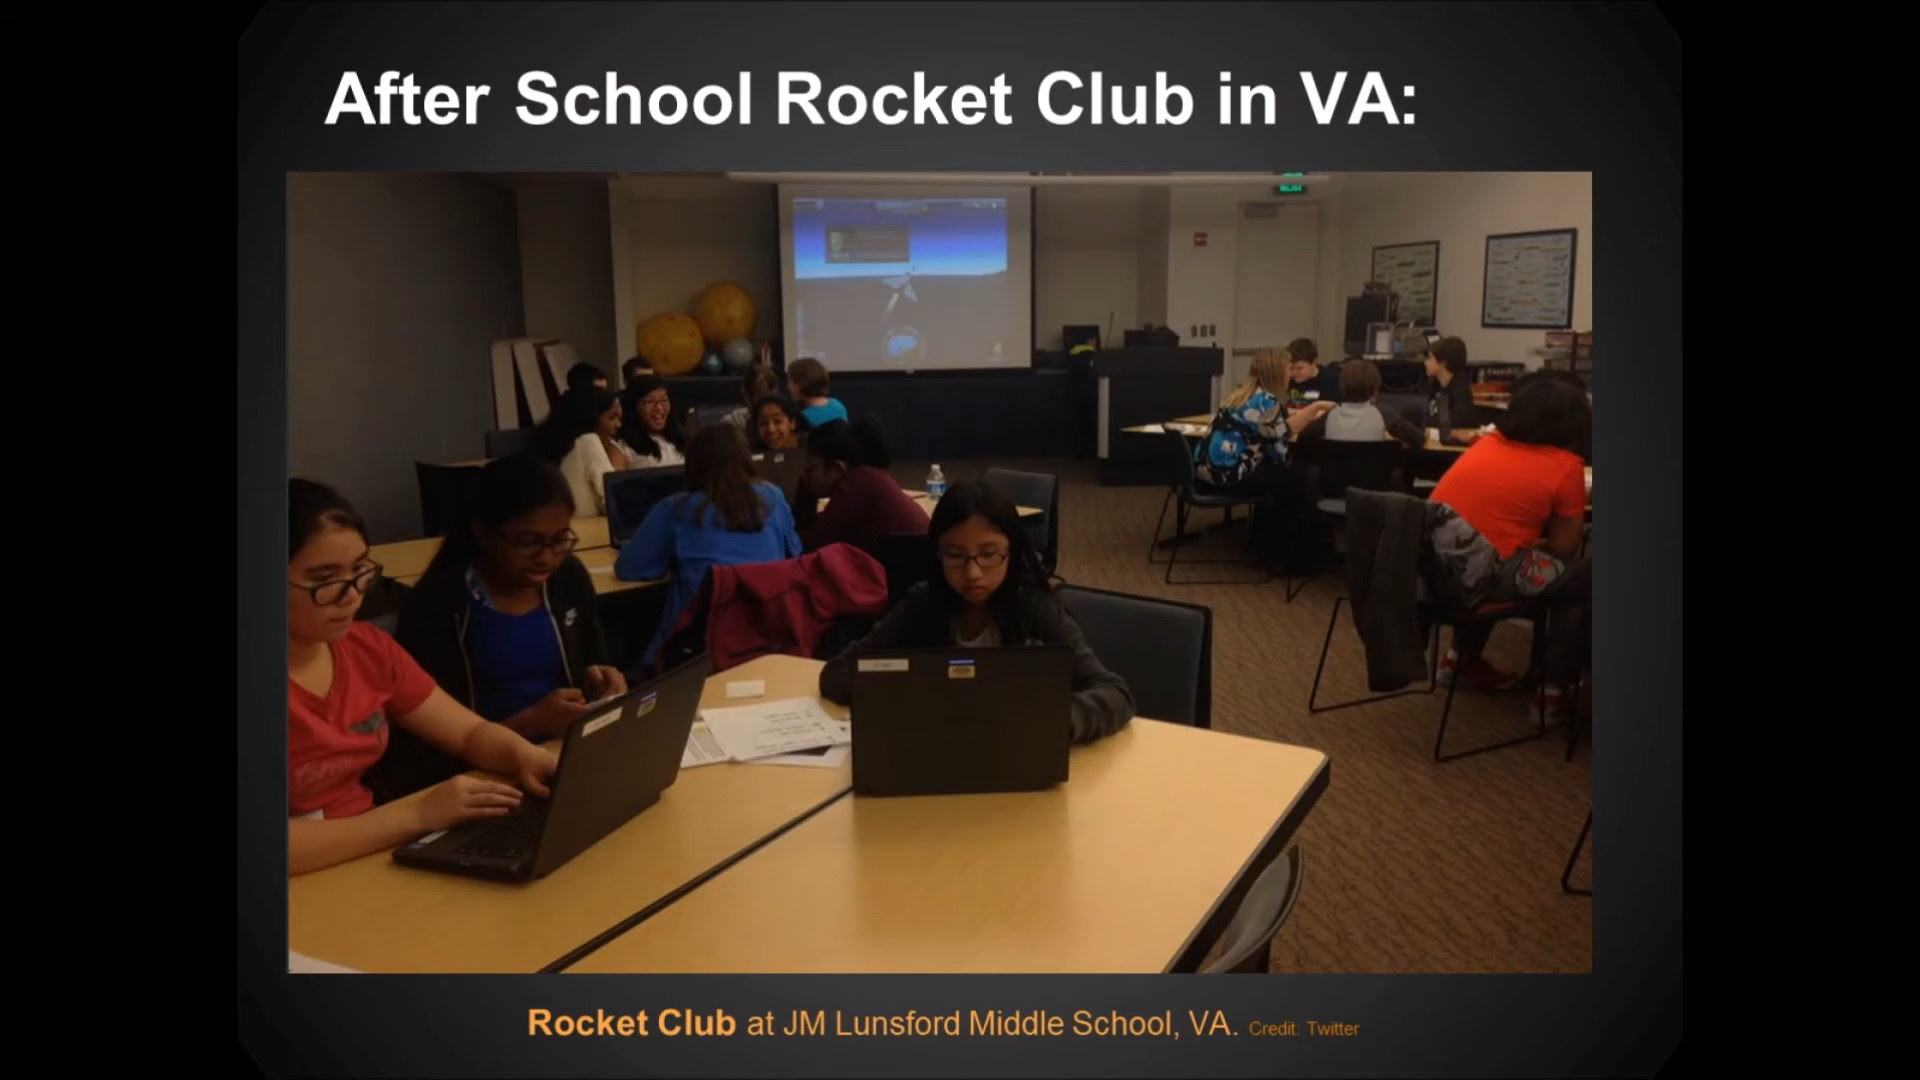 After School Rocket Club in VA:
Rocket Club at JM Lunsford Middle School, VA. Credit: Twitter